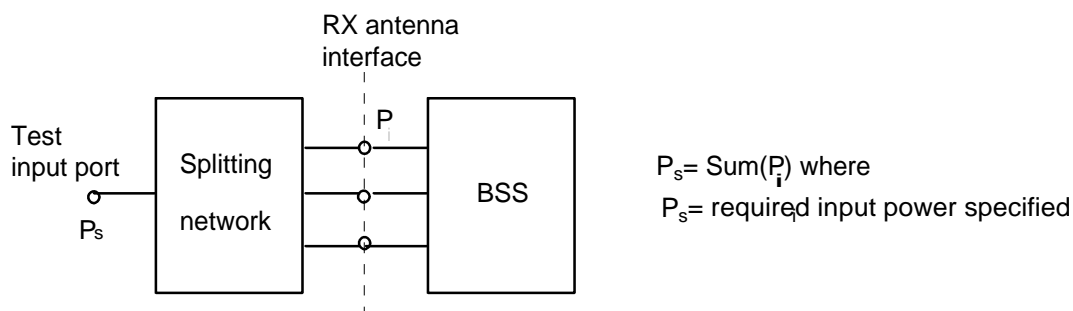 RX antenna
interface
Test
input port
Ps
Splitting
network
Pi
BSS
Ps= Sum(Pi) where
Ps= required input power specified